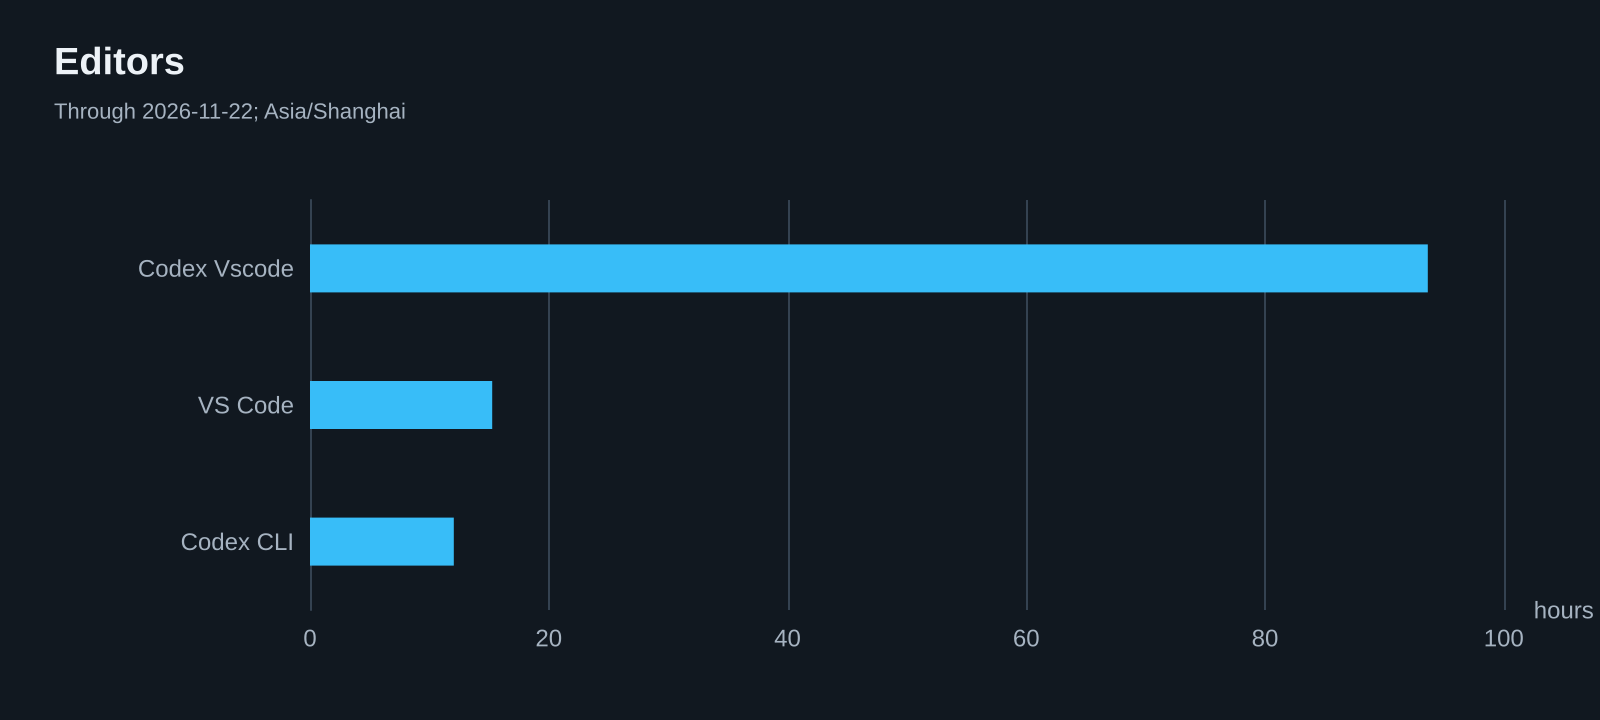 Editors
Through 2026-11-22; Asia/Shanghai
Codex Vscode
VS Code
Codex CLI
hours
0 20 40 60 80 100